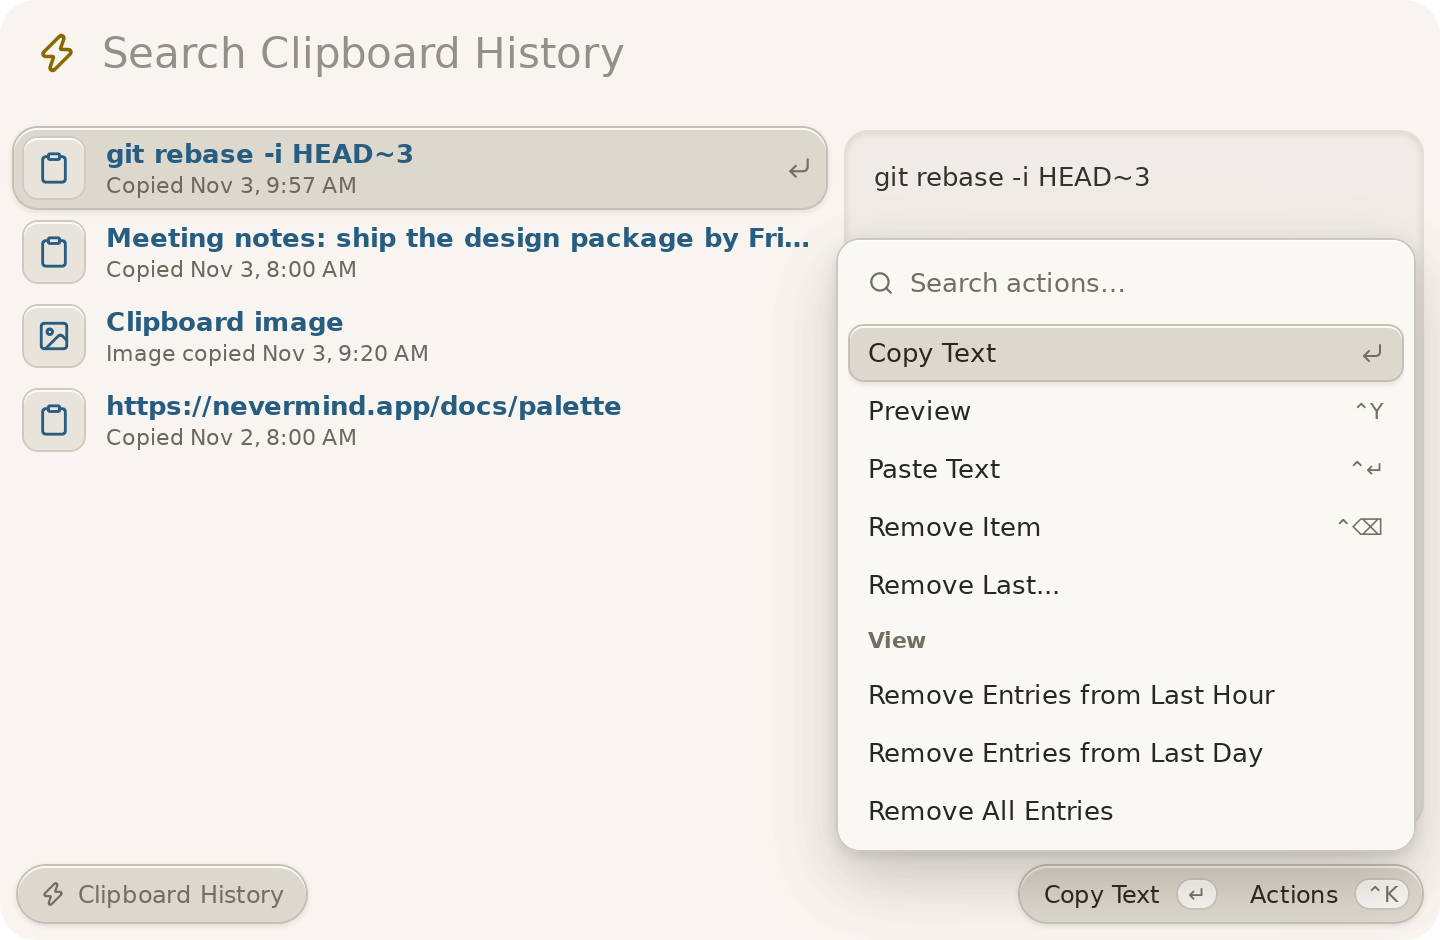 Search Clipboard History
git rebase -i HEAD~3
Copied Nov 3, 9:57 AM
Meeting notes: ship the design package by Fri…
Copied Nov 3, 8:00 AM
Clipboard image
Image copied Nov 3, 9:20 AM
https://nevermind.app/docs/palette
Copied Nov 2, 8:00 AM
git rebase -i HEAD~3
Search actions…
Copy Text
Preview ⌃Y
Paste Text ⌃↵
Remove Item ⌃⌫
Remove Last...
View
Remove Entries from Last Hour
Remove Entries from Last Day
Remove All Entries
Clipboard History
Copy Text ↵ Actions ⌃K